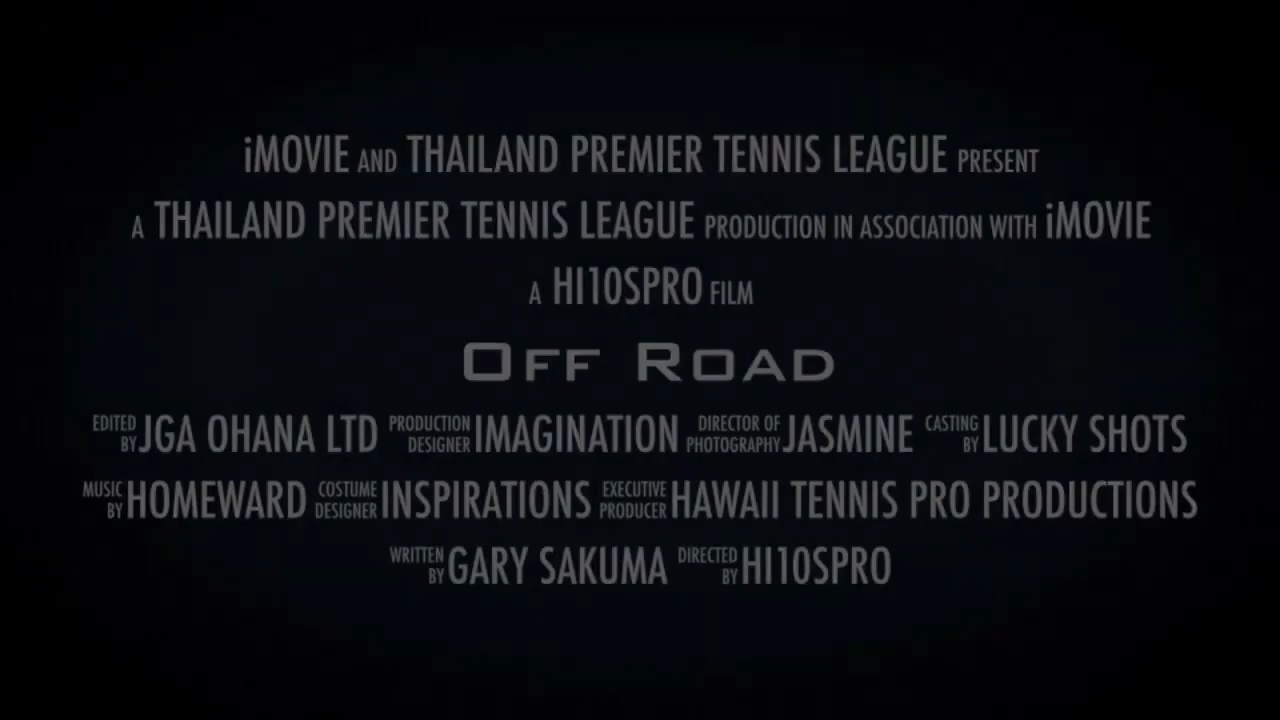 iMOVIE AND THAILAND PREMIER TENNIS LEAGUE PRESENT
A THAILAND PREMIER TENNIS LEAGUE PRODUCTION IN ASSOCIATION WITH iMOVIE
A HI10SPRO FILM
OFF ROAD
EDITED BY JGA OHANA LTD PRODUCTION DESIGNER IMAGINATION DIRECTOR OF PHOTOGRAPHY JASMINE CASTING BY LUCKY SHOTS
MUSIC BY HOMEWARD COSTUME DESIGNER INSPIRATIONS EXECUTIVE PRODUCER HAWAII TENNIS PRO PRODUCTIONS
WRITTEN BY GARY SAKUMA DIRECTED BY HI10SPRO